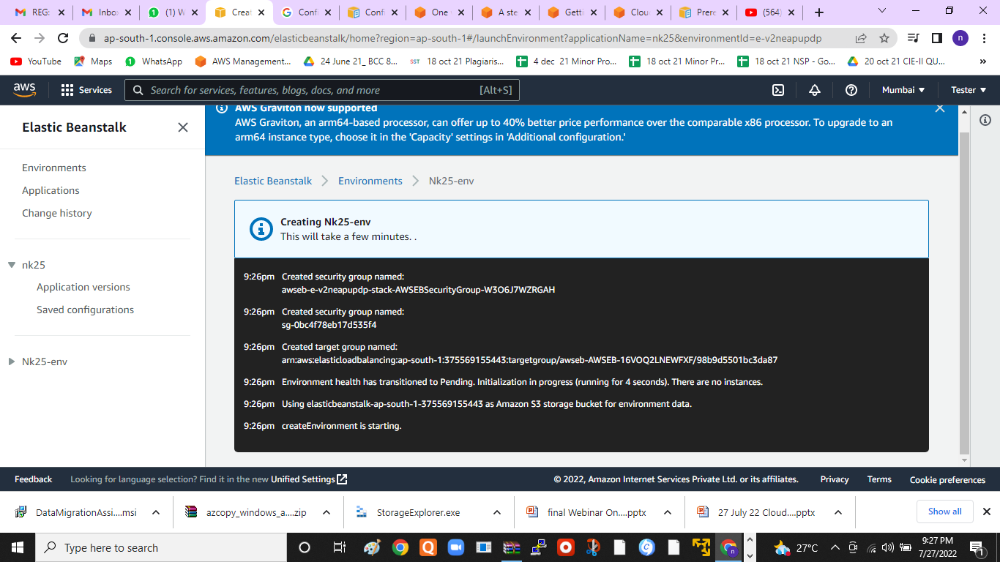 REG:
Inbo
(1) W
Creat
Confi
Confi
One
A ste
Getti
Clou
Prere
(564)
ap-south-1.console.aws.amazon.com/elasticbeanstalk/home?region=ap-south-1#/launchEnvironment?applicationName=nk25&environmentId=e-v2neapupdp
n
YouTube
Maps
WhatsApp
AWS Management...
24 June 21_ BCC 8...
SST 18 oct 21 Plagiaris...
4 dec 21 Minor Pro...
18 oct 21 Minor Pr...
18 oct 21 NSP - Go...
20 oct 21 CIE-II QU...
»
aws
Services
Search for services, features, blogs, docs, and more [Alt+S]
Mumbai
Tester
Elastic Beanstalk
Environments
Applications
Change history
nk25
Application versions
Saved configurations
Nk25-env
AWS Graviton now supported
AWS Graviton, an arm64-based processor, can offer up to 40% better price performance over the comparable x86 processor. To upgrade to an
arm64 instance type, choose it in the 'Capacity' settings in 'Additional configuration.'
Elastic Beanstalk > Environments > Nk25-env
Creating Nk25-env
This will take a few minutes. .
9:26pm Created security group named:
awseb-e-v2neapupdp-stack-AWSEBSecurityGroup-W3O6J7WZRGAH
9:26pm Created security group named:
sg-0bc4f78eb17d535f4
9:26pm Created target group named:
arn:aws:elasticloadbalancing:ap-south-1:375569155443:targetgroup/awseb-AWSEB-16VOQ2LNEWFXF/98b9d5501bc3da87
9:26pm Environment health has transitioned to Pending. Initialization in progress (running for 4 seconds). There are no instances.
9:26pm Using elasticbeanstalk-ap-south-1-375569155443 as Amazon S3 storage bucket for environment data.
9:26pm createEnvironment is starting.
Feedback
Looking for language selection? Find it in the new Unified Settings
© 2022, Amazon Internet Services Private Ltd. or its affiliates.
Privacy
Terms
Cookie preferences
DataMigrationAssi....msi
azcopy_windows_a....zip
StorageExplorer.exe
final Webinar On....pptx
27 July 22 Cloud....pptx
Show all
Type here to search
27°C
9:27 PM
7/27/2022
1